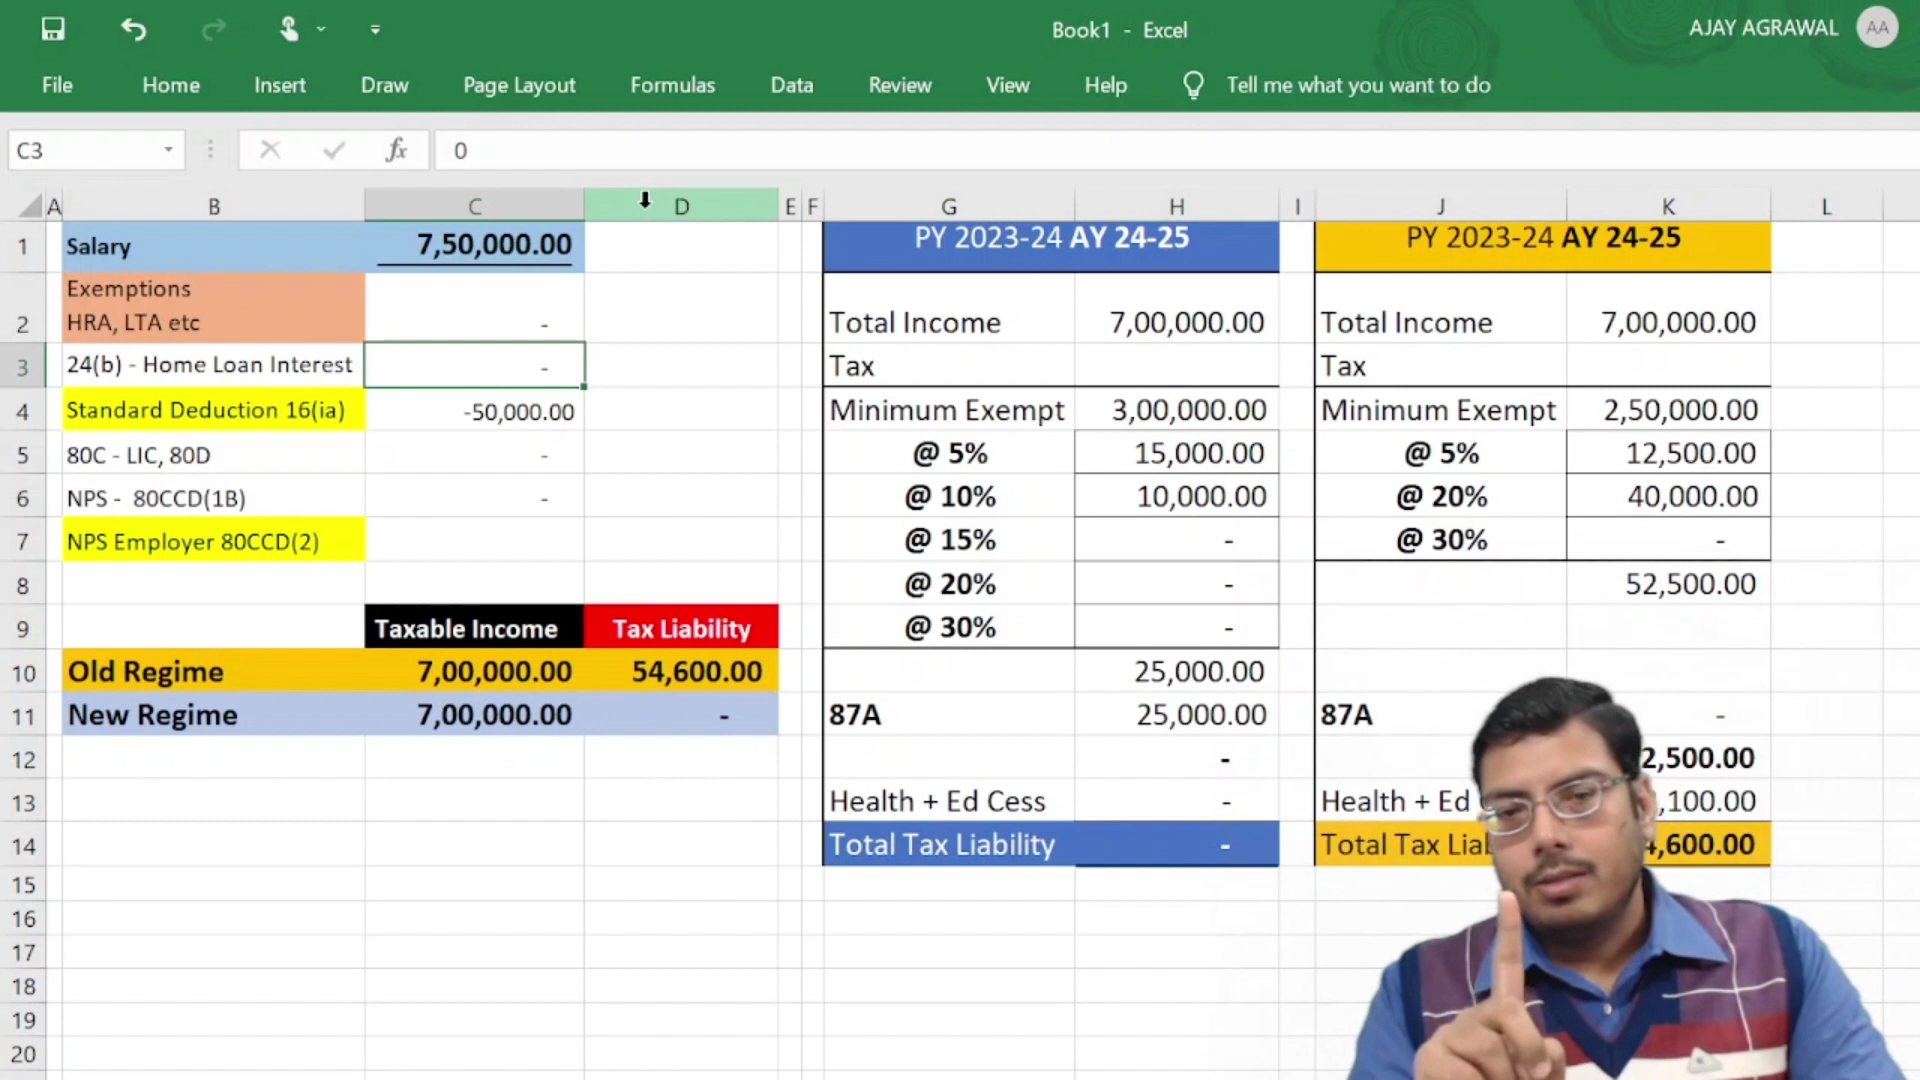 Book1 - Excel
AJAY AGRAWAL
AA
File Home Insert Draw Page Layout Formulas Data Review View Help Tell me what you want to do
C3 fx 0
A B C D E F G H I J K L
1 Salary 7,50,000.00 PY 2023-24 AY 24-25 PY 2023-24 AY 24-25
Exemptions
2 HRA, LTA etc - Total Income 7,00,000.00 Total Income 7,00,000.00
3 24(b) - Home Loan Interest - Tax Tax
4 Standard Deduction 16(ia) -50,000.00 Minimum Exempt 3,00,000.00 Minimum Exempt 2,50,000.00
5 80C - LIC, 80D - @ 5% 15,000.00 @ 5% 12,500.00
6 NPS - 80CCD(1B) - @ 10% 10,000.00 @ 20% 40,000.00
7 NPS Employer 80CCD(2) @ 15% - @ 30% -
8 @ 20% - 52,500.00
9 Taxable Income Tax Liability @ 30% -
10 Old Regime 7,00,000.00 54,600.00 25,000.00
11 New Regime 7,00,000.00 - 87A 25,000.00 87A -
12 - 2,500.00
13 Health + Ed Cess - Health + Ed ,100.00
14 Total Tax Liability - Total Tax Liab ,600.00
15
16
17
18
19
20